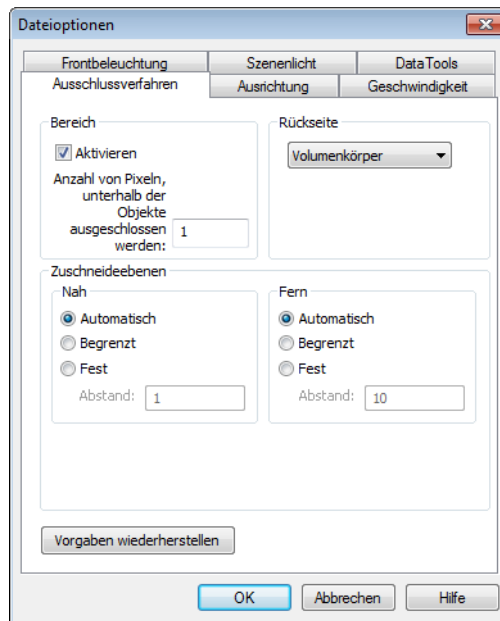 Dateioptionen
Frontbeleuchtung
Szenenlicht
DataTools
Ausschlussverfahren
Ausrichtung
Geschwindigkeit
Bereich
Aktivieren
Anzahl von Pixeln,
unterhalb der
Objekte
ausgeschlossen
werden:
1
Rückseite
Volumenkörper
Zuschneideebenen
Nah
Automatisch
Begrenzt
Fest
Abstand:
1
Fern
Automatisch
Begrenzt
Fest
Abstand:
10
Vorgaben wiederherstellen
OK
Abbrechen
Hilfe